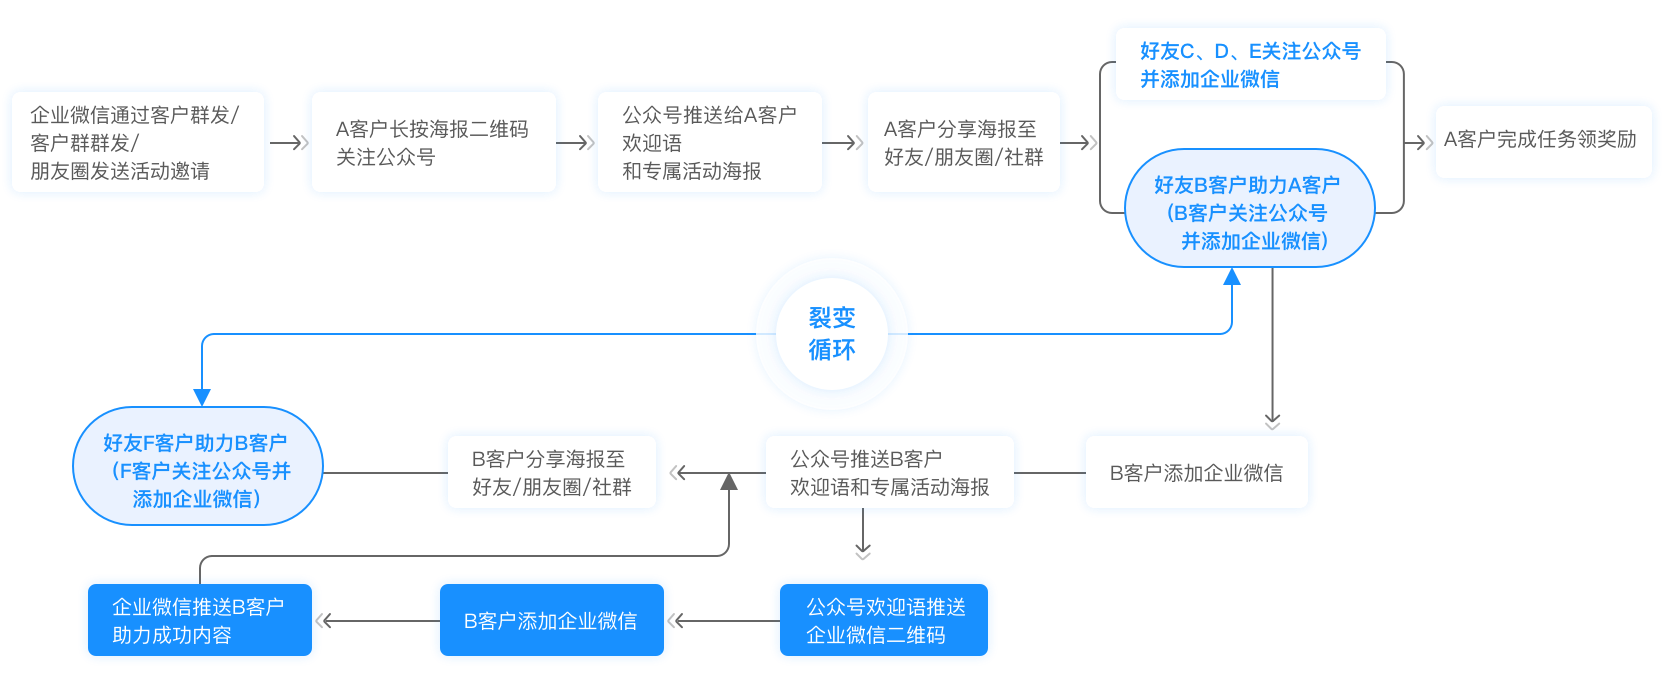 企业微信通过客户群发/
客户群群发/
朋友圈发送活动邀请
A客户长按海报二维码
关注公众号
公众号推送给A客户
欢迎语
和专属活动海报
A客户分享海报至
好友/朋友圈/社群
好友C、D、E关注公众号
并添加企业微信
好友B客户助力A客户
（B客户关注公众号
并添加企业微信）
A客户完成任务领奖励
裂变
循环
好友F客户助力B客户
（F客户关注公众号并
添加企业微信）
B客户分享海报至
好友/朋友圈/社群
公众号推送B客户
欢迎语和专属活动海报
B客户添加企业微信
企业微信推送B客户
助力成功内容
B客户添加企业微信
公众号欢迎语推送
企业微信二维码